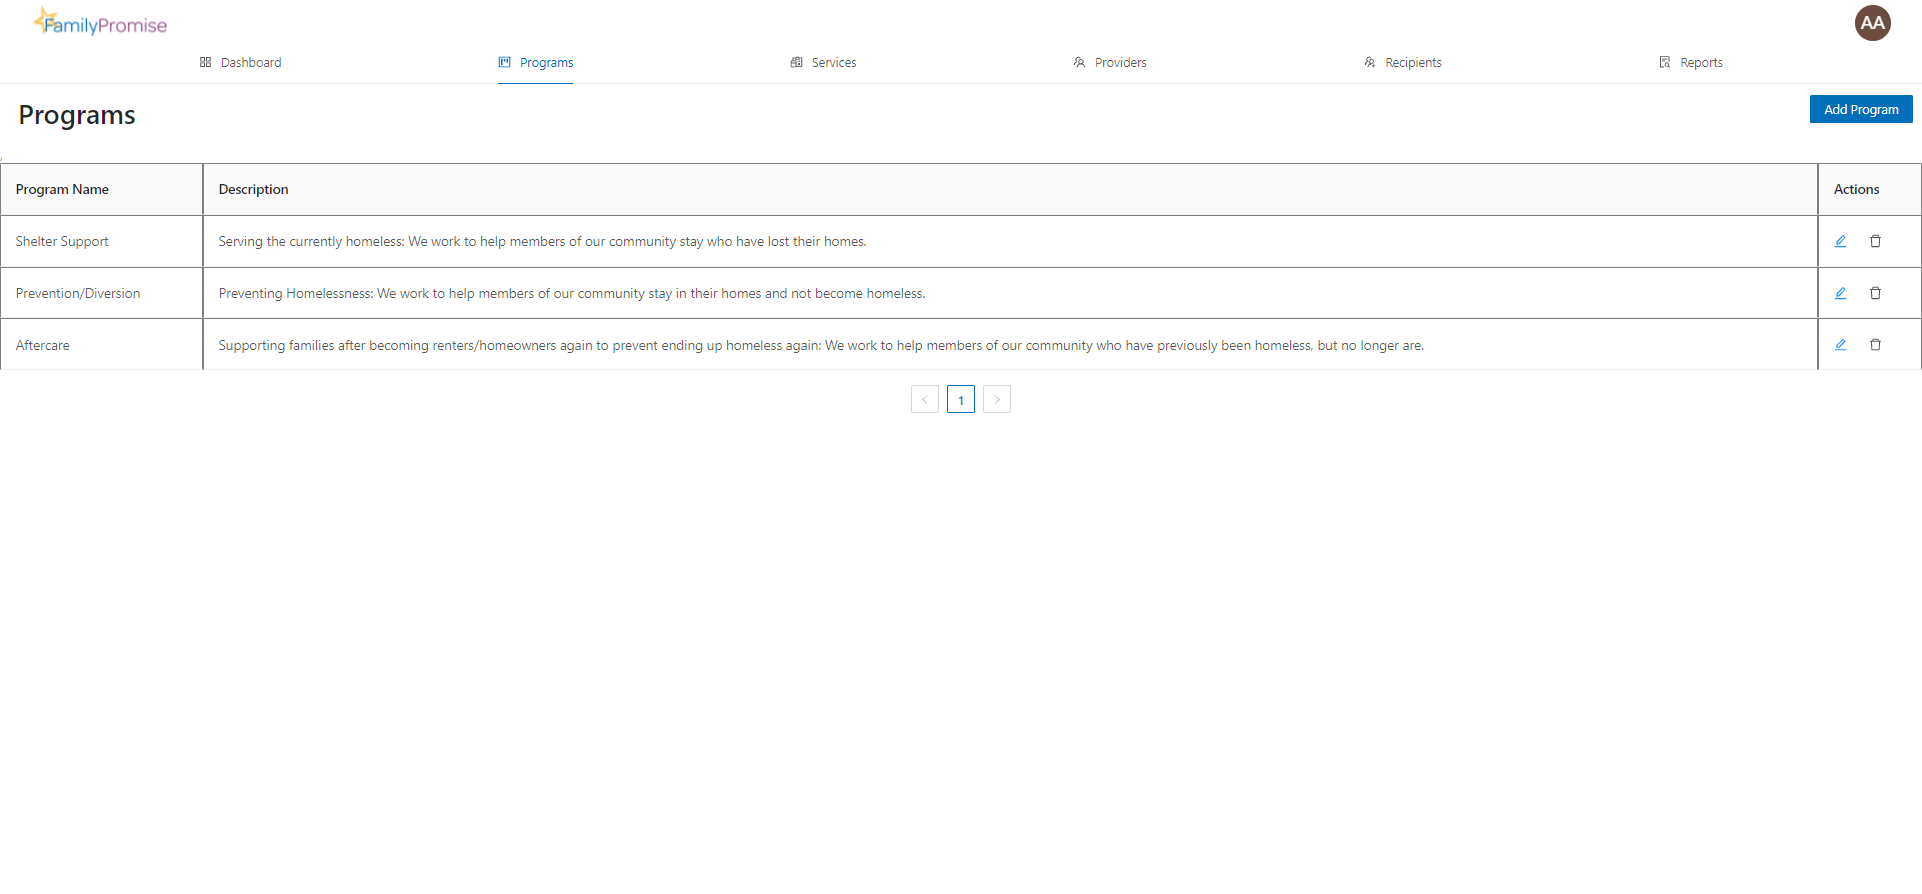 FamilyPromise
AA
Dashboard Programs Services Providers Recipients Reports
Programs
Add Program
,
Program Name Description Actions
Shelter Support Serving the currently homeless: We work to help members of our community stay who have lost their homes.
Prevention/Diversion Preventing Homelessness: We work to help members of our community stay in their homes and not become homeless.
Aftercare Supporting families after becoming renters/homeowners again to prevent ending up homeless again: We work to help members of our community who have previously been homeless, but no longer are.
< 1 >